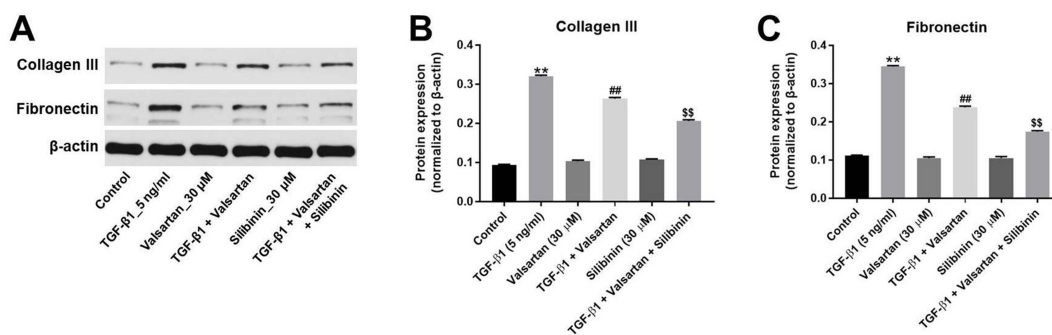 A
Collagen III
Fibronectin
β-actin
Control
TGF-β1_5 ng/ml
Valsartan_30 μM
TGF-β1 + Valsartan
Silibinin_30 μM
TGF-β1 + Valsartan
+ Silibinin
B
Collagen III
Protein expression
(normalized to β-actin)
0.4
0.3
0.2
0.1
0.0
**
##
$$
Control
TGF-β1 (5 ng/ml)
Valsartan (30 μM)
TGF-β1 + Valsartan
Silibinin (30 μM)
TGF-β1 + Valsartan + Silibinin
C
Fibronectin
Protein expression
(normalized to β-actin)
0.4
0.3
0.2
0.1
0.0
**
##
$$
Control
TGF-β1 (5 ng/ml)
Valsartan (30 μM)
TGF-β1 + Valsartan
Silibinin (30 μM)
TGF-β1 + Valsartan + Silibinin